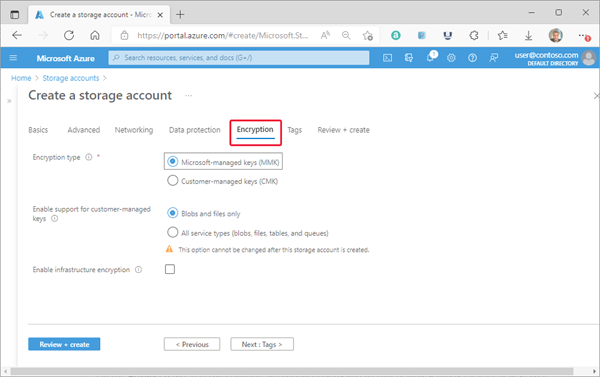 Create a storage account - Micros
https://portal.azure.com/#create/Microsoft.St...
Microsoft Azure
Search resources, services, and docs (G+/)
1
user@contoso.com
DEFAULT DIRECTORY
Home > Storage accounts >
Create a storage account ...
Basics Advanced Networking Data protection Encryption Tags Review + create
Encryption type *
Microsoft-managed keys (MMK)
Customer-managed keys (CMK)
Enable support for customer-managed
keys
Blobs and files only
All service types (blobs, files, tables, and queues)
This option cannot be changed after this storage account is created.
Enable infrastructure encryption
Review + create < Previous Next : Tags >